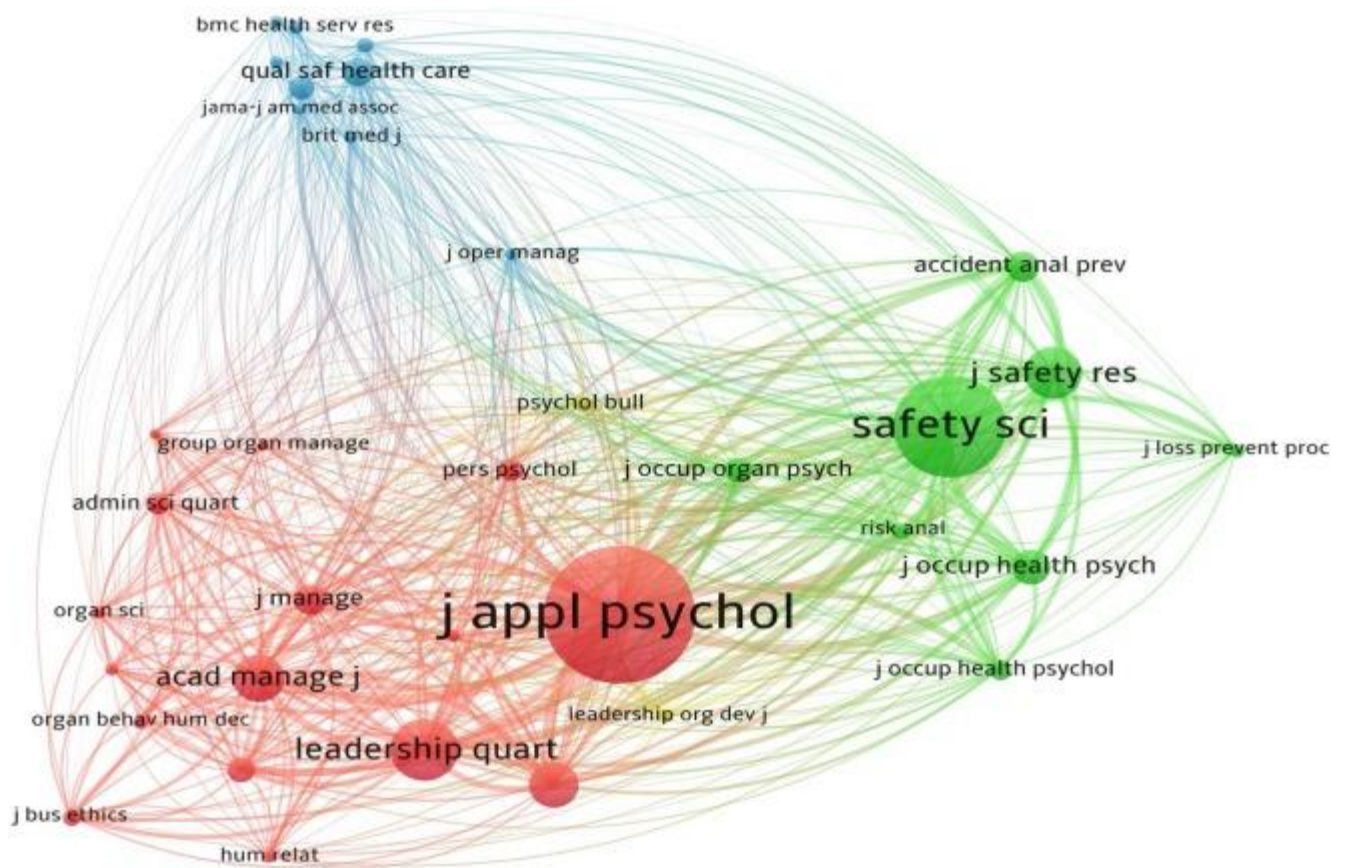 bmc health serv res
qual saf health care
jama-j am med assoc
brit med j
j oper manag
accident anal prev
j safety res
psychol bull
safety sci
group organ manage
j loss prevent proc
pers psychol
j occup organ psych
admin sci quart
risk anal
j occup health psych
j manage
organ sci
j appl psychol
j occup health psychol
acad manage j
leadership org dev j
organ behav hum dec
leadership quart
j bus ethics
hum relat